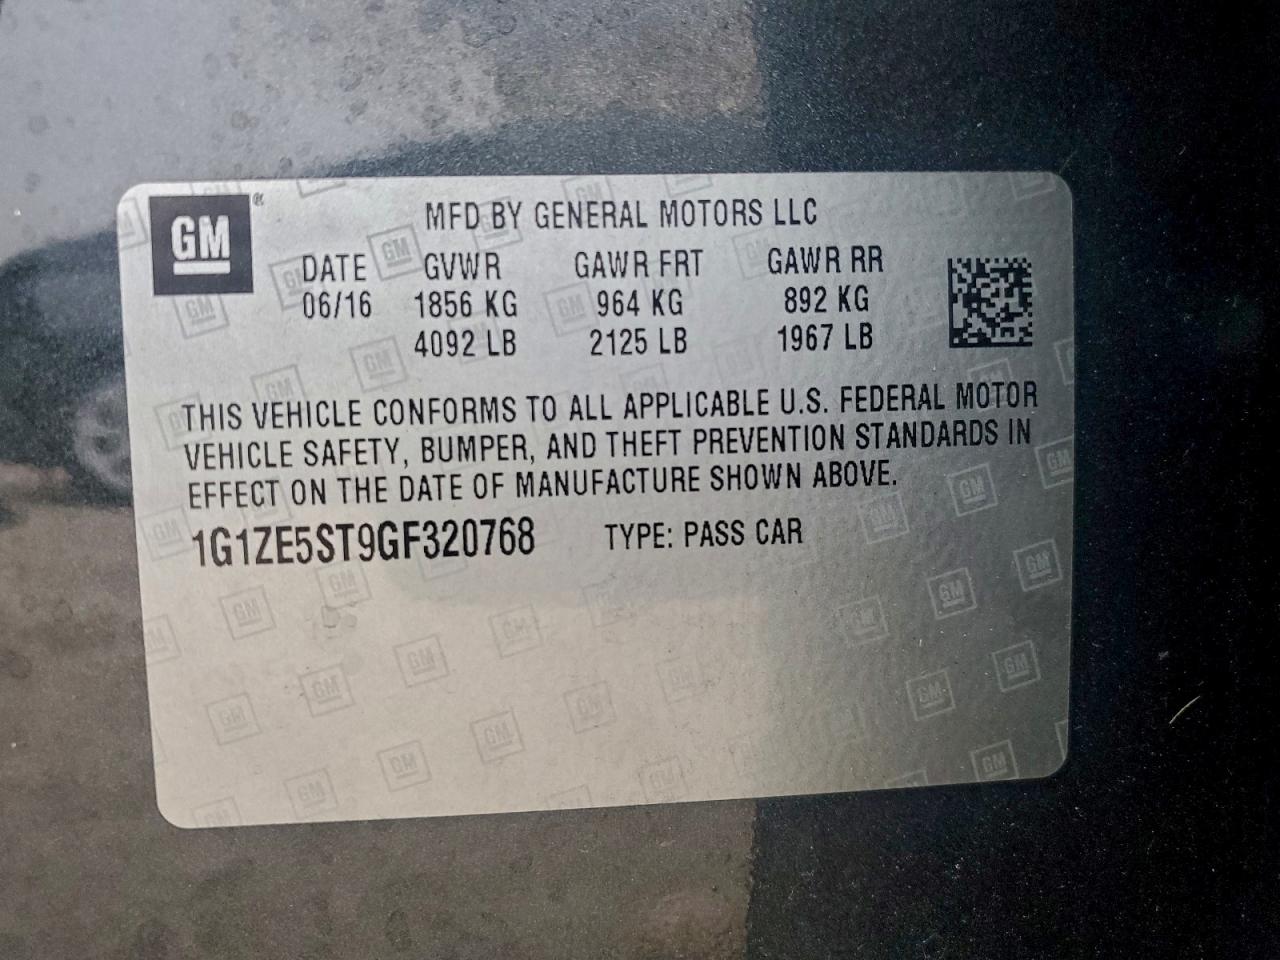 GM
MFD BY GENERAL MOTORS LLC
DATE GVWR GAWR FRT GAWR RR
06/16 1856 KG 964 KG 892 KG
4092 LB 2125 LB 1967 LB
THIS VEHICLE CONFORMS TO ALL APPLICABLE U.S. FEDERAL MOTOR
VEHICLE SAFETY, BUMPER, AND THEFT PREVENTION STANDARDS IN
EFFECT ON THE DATE OF MANUFACTURE SHOWN ABOVE.
1G1ZE5ST9GF320768 TYPE: PASS CAR